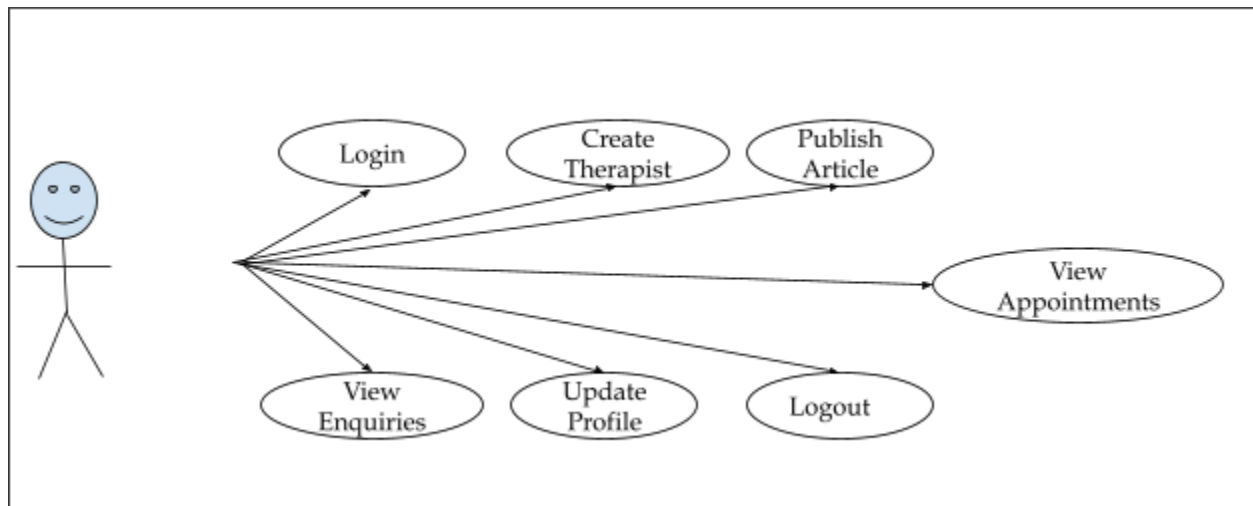 Login
Create
Therapist
Publish
Article
View
Appointments
View
Enquiries
Update
Profile
Logout